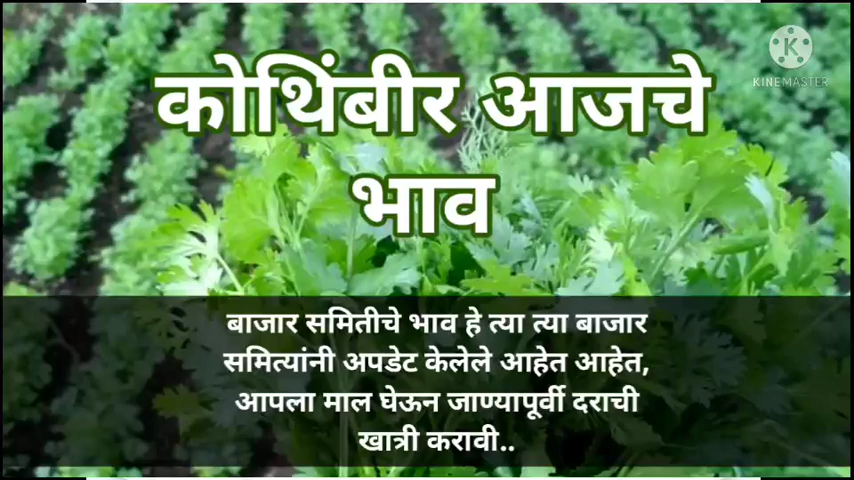 कोथिंबीर आजचे
भाव
KINEMASTER
बाजार समितीचे भाव हे त्या त्या बाजार
समित्यांनी अपडेट केलेले आहेत आहेत,
आपला माल घेऊन जाण्यापूर्वी दराची
खात्री करावी..